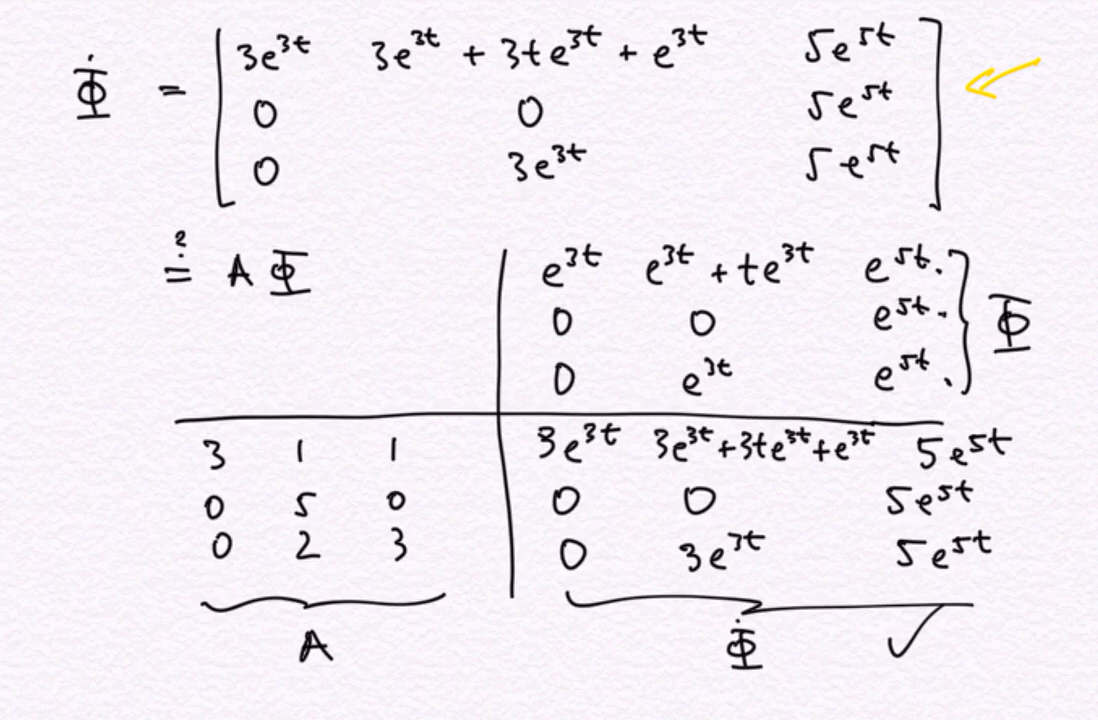 Φ̇ = [ 3e^{3t} 3e^{3t} + 3te^{3t} + e^{3t} 5e^{5t}
0 0 5e^{5t}
0 3e^{3t} 5e^{5t} ]
≟ A Φ
e^{3t} e^{3t} + te^{3t} e^{5t}.
0 0 e^{5t}. } Φ
0 e^{3t} e^{5t}.
3 1 1 3e^{3t} 3e^{3t}+3te^{3t}+e^{3t} 5e^{5t}
0 5 0 0 0 5e^{5t}
0 2 3 0 3e^{3t} 5e^{5t}
A Φ̇ ✓